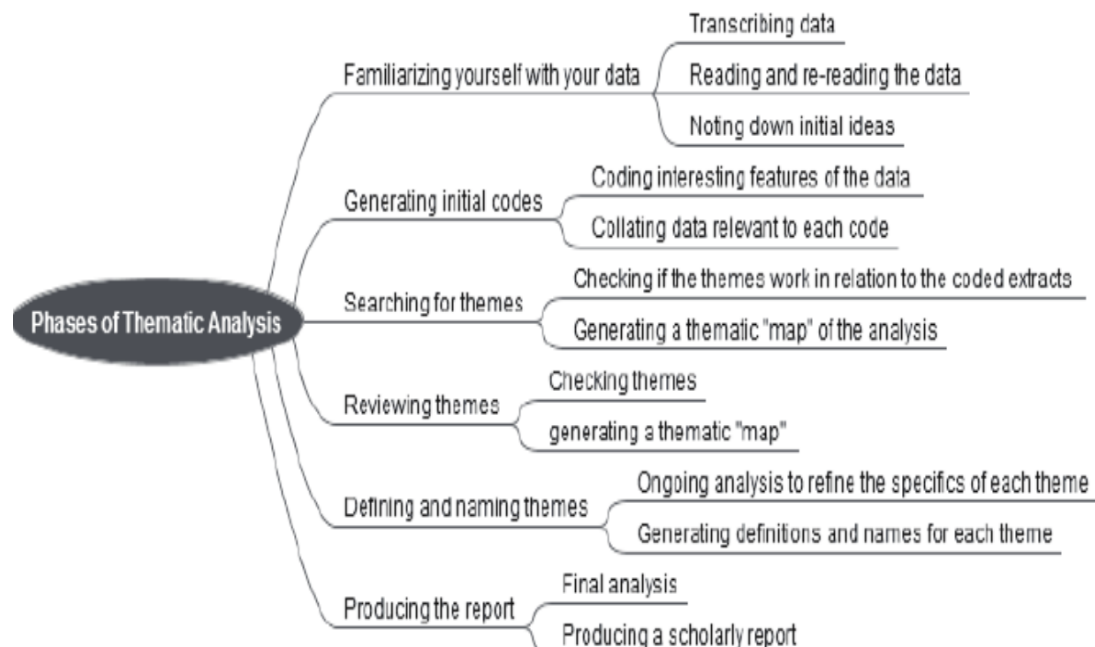 Phases of Thematic Analysis
Familiarizing yourself with your data
Transcribing data
Reading and re-reading the data
Noting down initial ideas
Generating initial codes
Coding interesting features of the data
Collating data relevant to each code
Searching for themes
Checking if the themes work in relation to the coded extracts
Generating a thematic "map" of the analysis
Reviewing themes
Checking themes
generating a thematic "map"
Defining and naming themes
Ongoing analysis to refine the specifics of each theme
Generating definitions and names for each theme
Producing the report
Final analysis
Producing a scholarly report